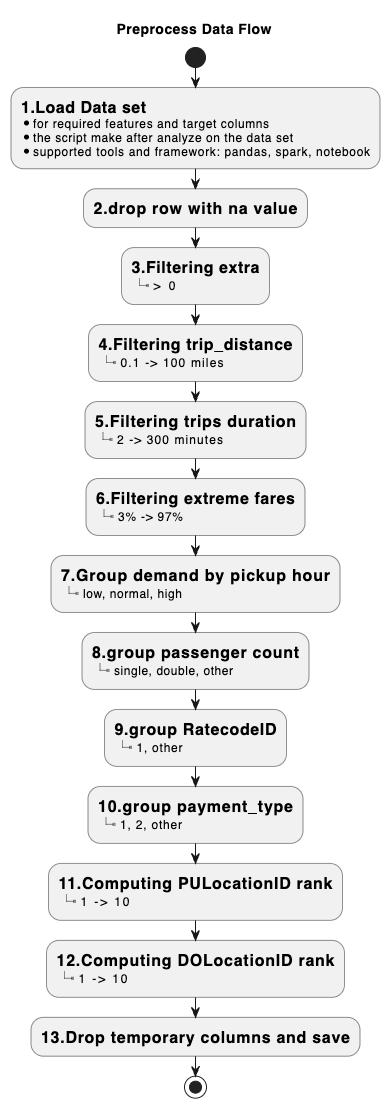 Preprocess Data Flow
1.Load Data set
• for required features and target columns
• the script make after analyze on the data set
• supported tools and framework: pandas, spark, notebook
2.drop row with na value
3.Filtering extra
> 0
4.Filtering trip_distance
0.1 -> 100 miles
5.Filtering trips duration
2 -> 300 minutes
6.Filtering extreme fares
3% -> 97%
7.Group demand by pickup hour
low, normal, high
8.group passenger count
single, double, other
9.group RatecodeID
1, other
10.group payment_type
1, 2, other
11.Computing PULocationID rank
1 -> 10
12.Computing DOLocationID rank
1 -> 10
13.Drop temporary columns and save